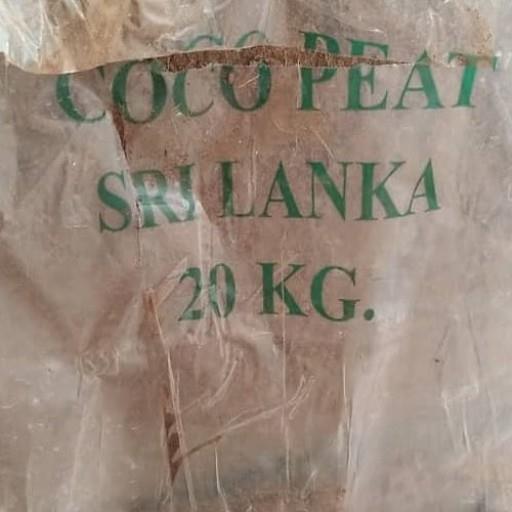 COCO PEAT
SRI LANKA
20 KG.